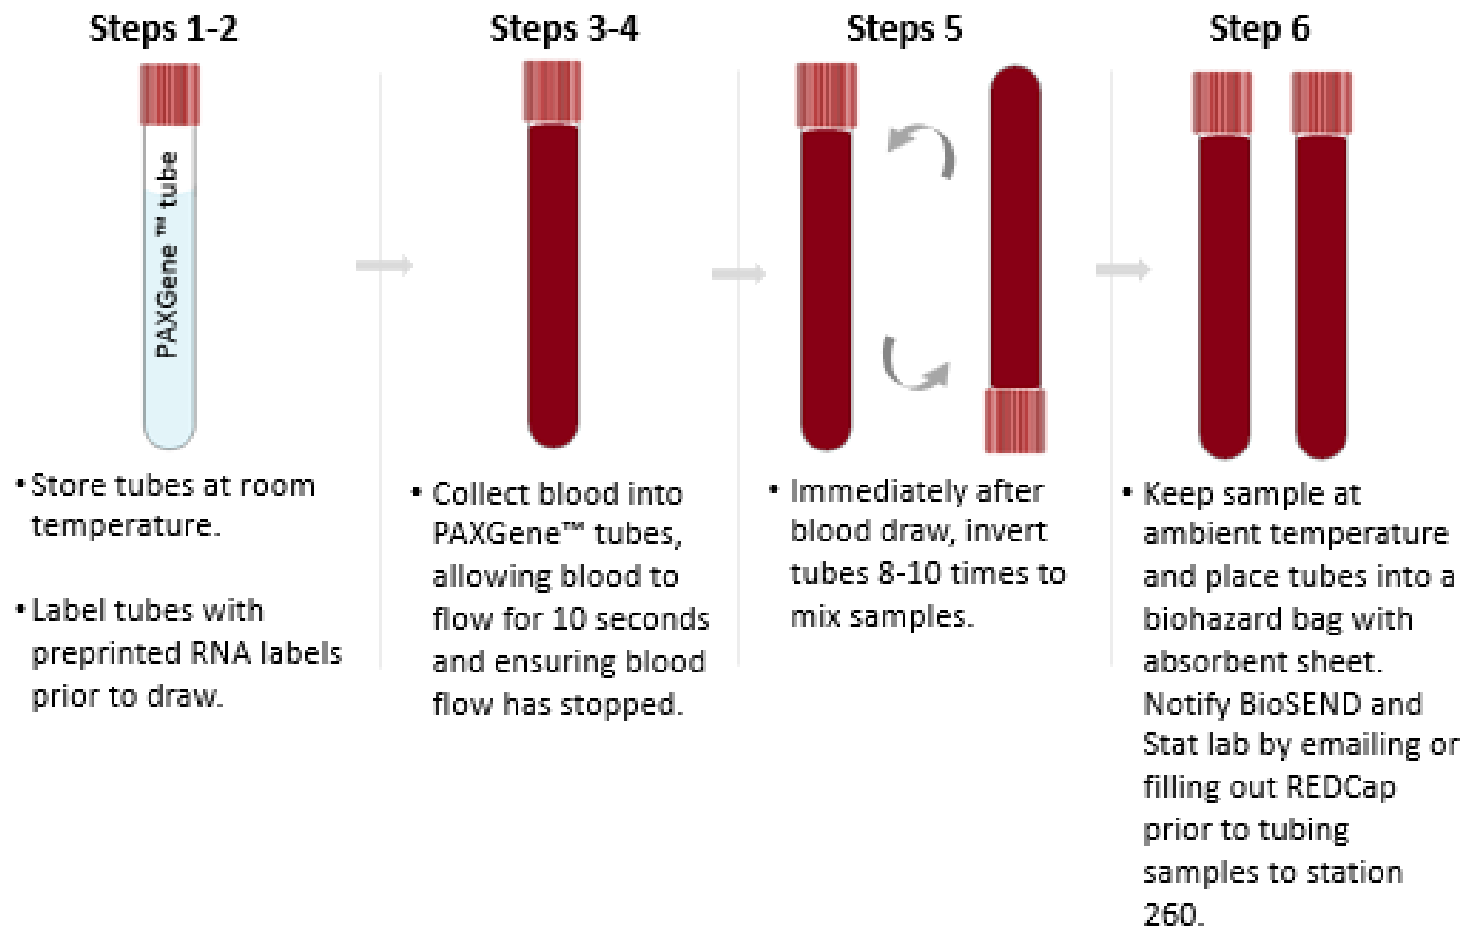 Steps 1-2
PAXGene ™ tube
• Store tubes at room
temperature.
• Label tubes with
preprinted RNA labels
prior to draw.
Steps 3-4
• Collect blood into
PAXGene™ tubes,
allowing blood to
flow for 10 seconds
and ensuring blood
flow has stopped.
Steps 5
• Immediately after
blood draw, invert
tubes 8-10 times to
mix samples.
Step 6
• Keep sample at
ambient temperature
and place tubes into a
biohazard bag with
absorbent sheet.
Notify BioSEND and
Stat lab by emailing or
filling out REDCap
prior to tubing
samples to station
260.